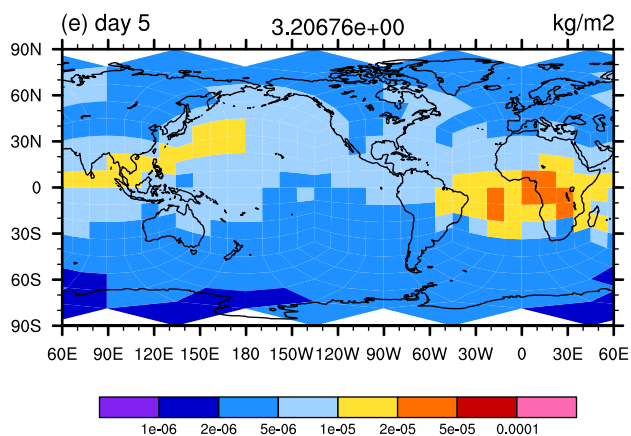 (e) day 5 3.20676e+00 kg/m2
90N
60N
30N
0
30S
60S
90S
60E 90E 120E 150E 180 150W 120W 90W 60W 30W 0 30E 60E
1e-06 2e-06 5e-06 1e-05 2e-05 5e-05 0.0001